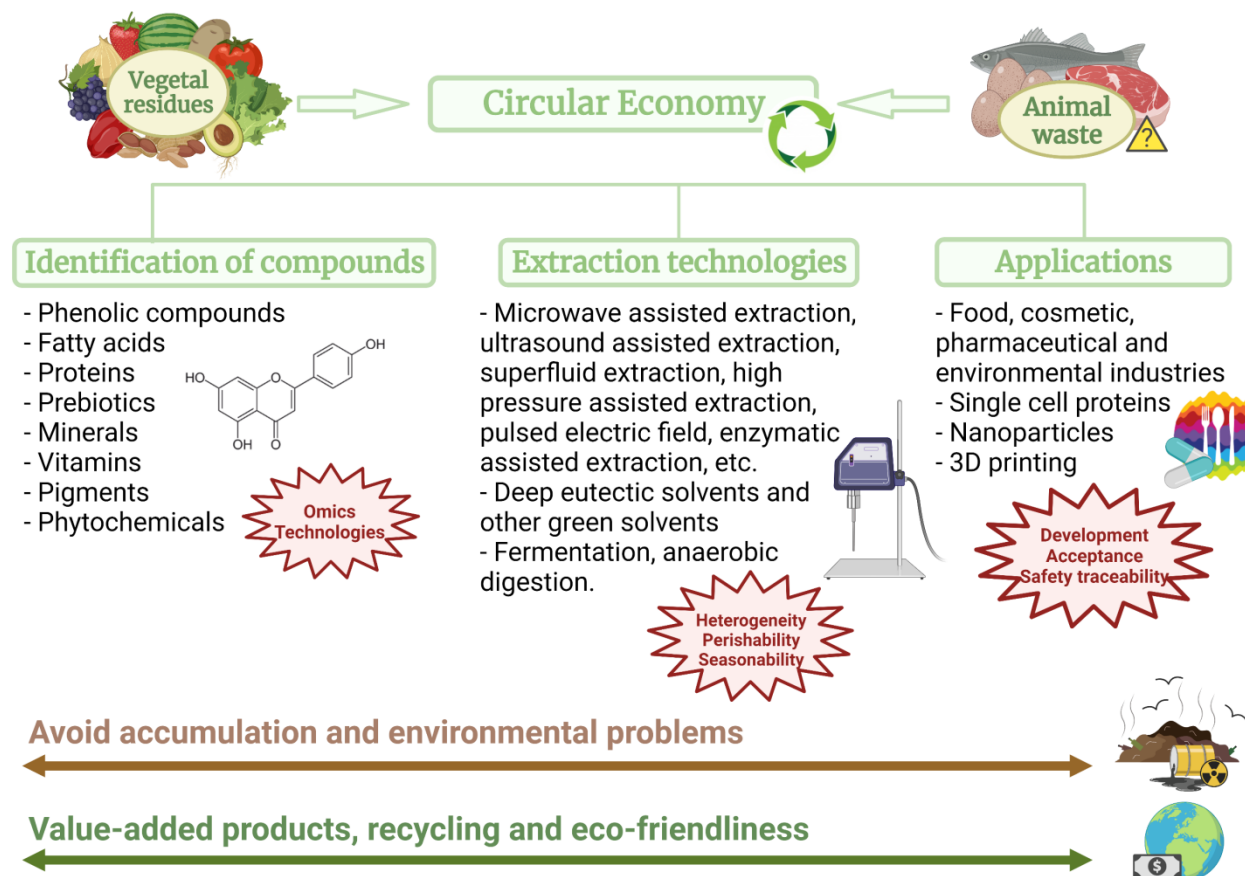 Vegetal
residues
Circular Economy
Animal
waste
?
Identification of compounds
- Phenolic compounds
- Fatty acids
- Proteins
- Prebiotics
- Minerals
- Vitamins
- Pigments
- Phytochemicals
HO
O
OH
OH
O
Omics
Technologies
Extraction technologies
- Microwave assisted extraction,
ultrasound assisted extraction,
superfluid extraction, high
pressure assisted extraction,
pulsed electric field, enzymatic
assisted extraction, etc.
- Deep eutectic solvents and
other green solvents
- Fermentation, anaerobic
digestion.
Heterogeneity
Perishability
Seasonability
Applications
- Food, cosmetic,
pharmaceutical and
environmental industries
- Single cell proteins
- Nanoparticles
- 3D printing
Development
Acceptance
Safety traceability
Avoid accumulation and environmental problems
Value-added products, recycling and eco-friendliness
$